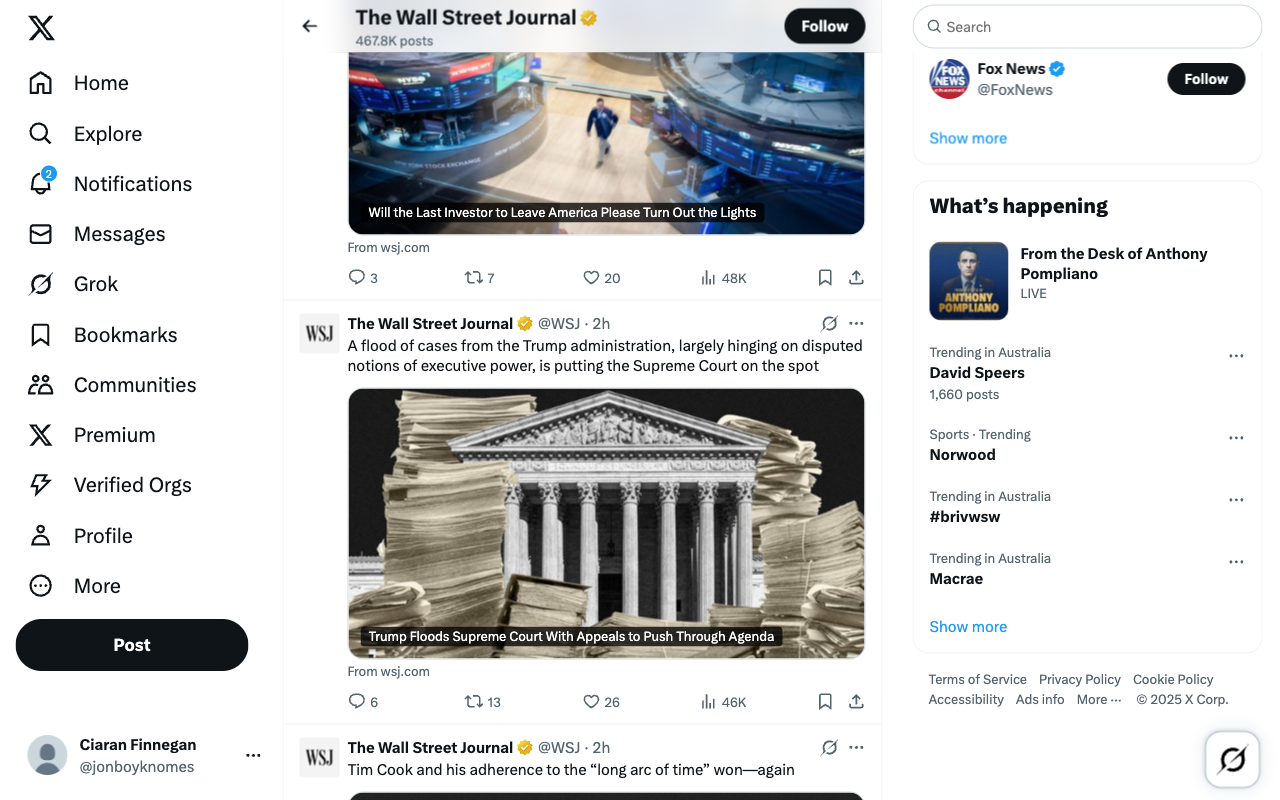 Home
Explore
2
Notifications
Messages
Grok
Bookmarks
Communities
Premium
Verified Orgs
Profile
More
Post
Ciaran Finnegan
@jonboyknomes
The Wall Street Journal
467.8K posts
Follow
NYSE
NEW YORK STOCK EXCHANGE
Will the Last Investor to Leave America Please Turn Out the Lights
From wsj.com
3 7 20 48K
WSJ
The Wall Street Journal @WSJ · 2h
A flood of cases from the Trump administration, largely hinging on disputed
notions of executive power, is putting the Supreme Court on the spot
Trump Floods Supreme Court With Appeals to Push Through Agenda
From wsj.com
6 13 26 46K
WSJ
The Wall Street Journal @WSJ · 2h
Tim Cook and his adherence to the “long arc of time” won—again
Search
FOX
NEWS
channel
Fox News
@FoxNews
Follow
Show more
What’s happening
ANTHONY
POMPLIANO
From the Desk of Anthony
Pompliano
LIVE
Trending in Australia
David Speers
1,660 posts
Sports · Trending
Norwood
Trending in Australia
#brivwsw
Trending in Australia
Macrae
Show more
Terms of Service Privacy Policy Cookie Policy
Accessibility Ads info More ··· © 2025 X Corp.